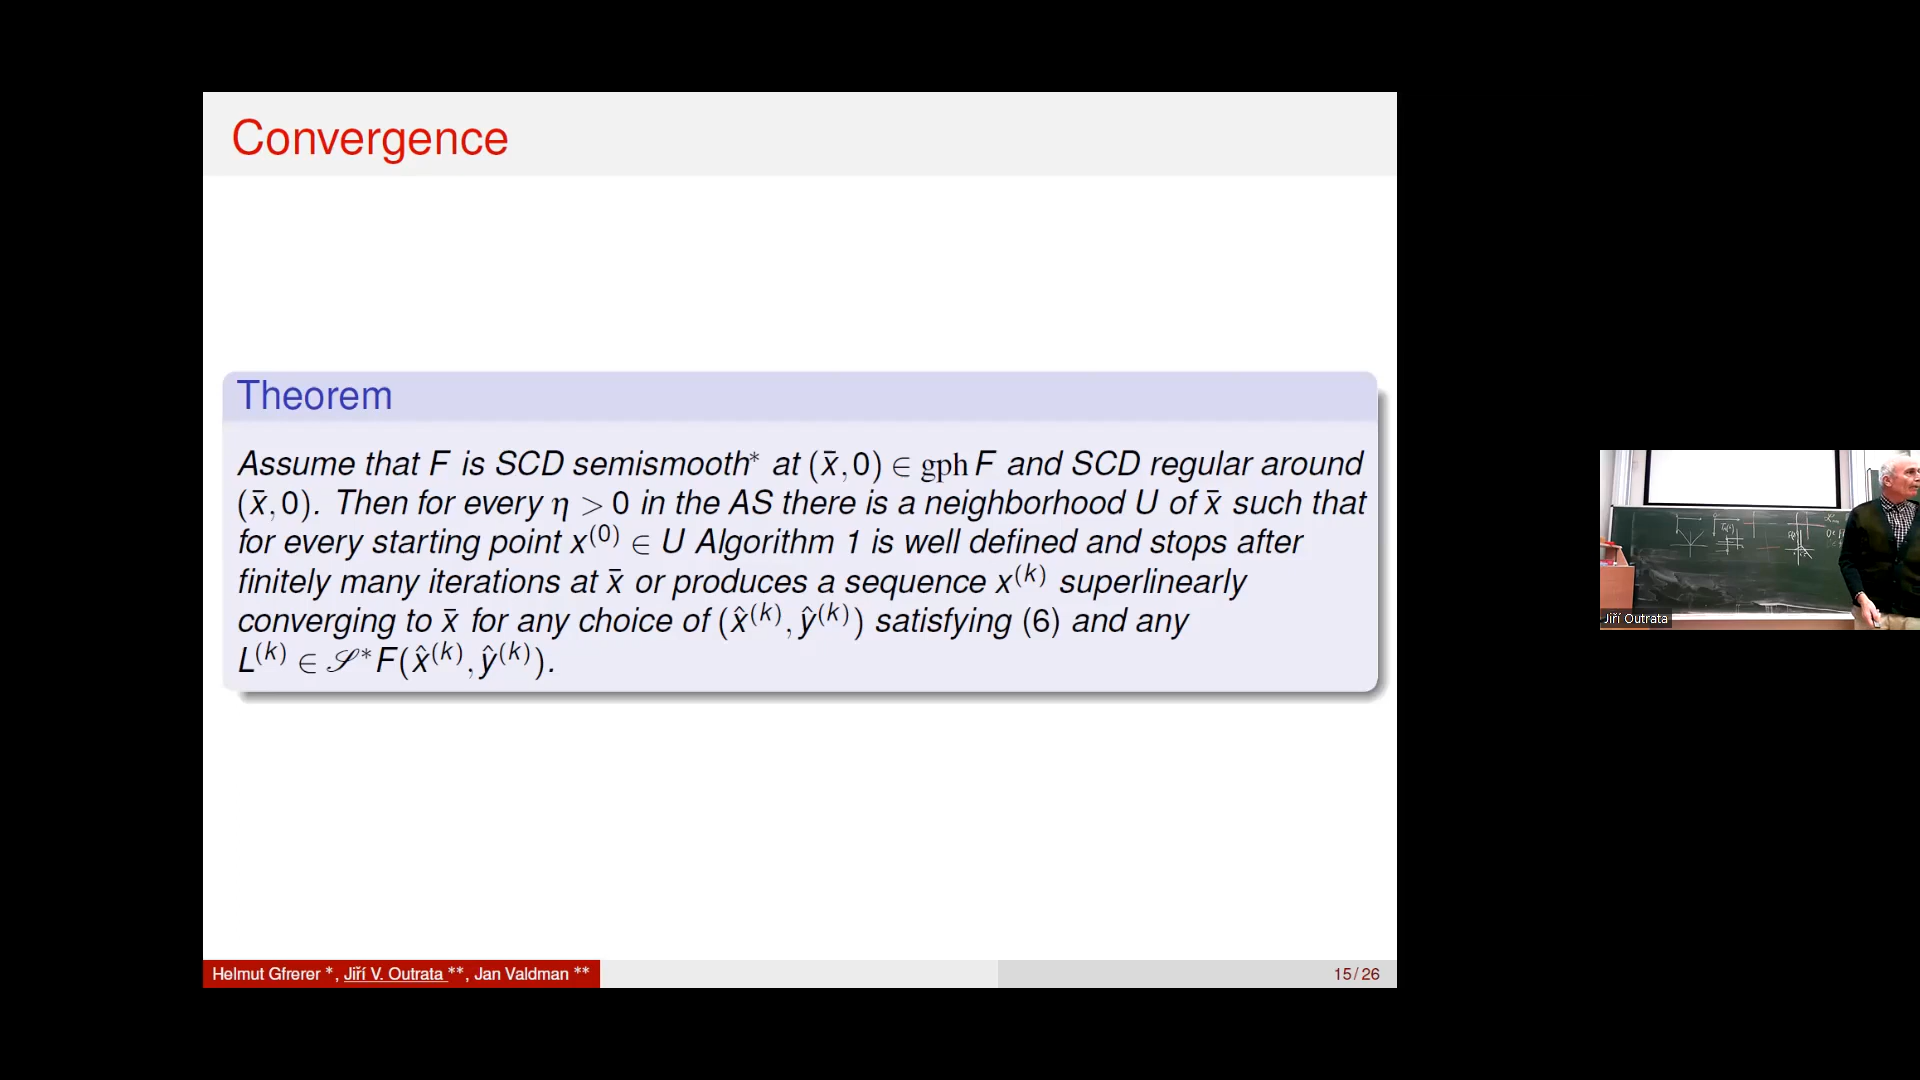 Convergence
Theorem
Assume that F is SCD semismooth* at (x̄,0) ∈ gph F and SCD regular around
(x̄,0). Then for every η > 0 in the AS there is a neighborhood U of x̄ such that
for every starting point x⁽⁰⁾ ∈ U Algorithm 1 is well defined and stops after
finitely many iterations at x̄ or produces a sequence x⁽ᵏ⁾ superlinearly
converging to x̄ for any choice of (x̂⁽ᵏ⁾,ŷ⁽ᵏ⁾) satisfying (6) and any
L⁽ᵏ⁾ ∈ 𝒮*F(x̂⁽ᵏ⁾,ŷ⁽ᵏ⁾).
Jiří Outrata
Helmut Gfrerer *, Jiří V. Outrata **, Jan Valdman **
15/26